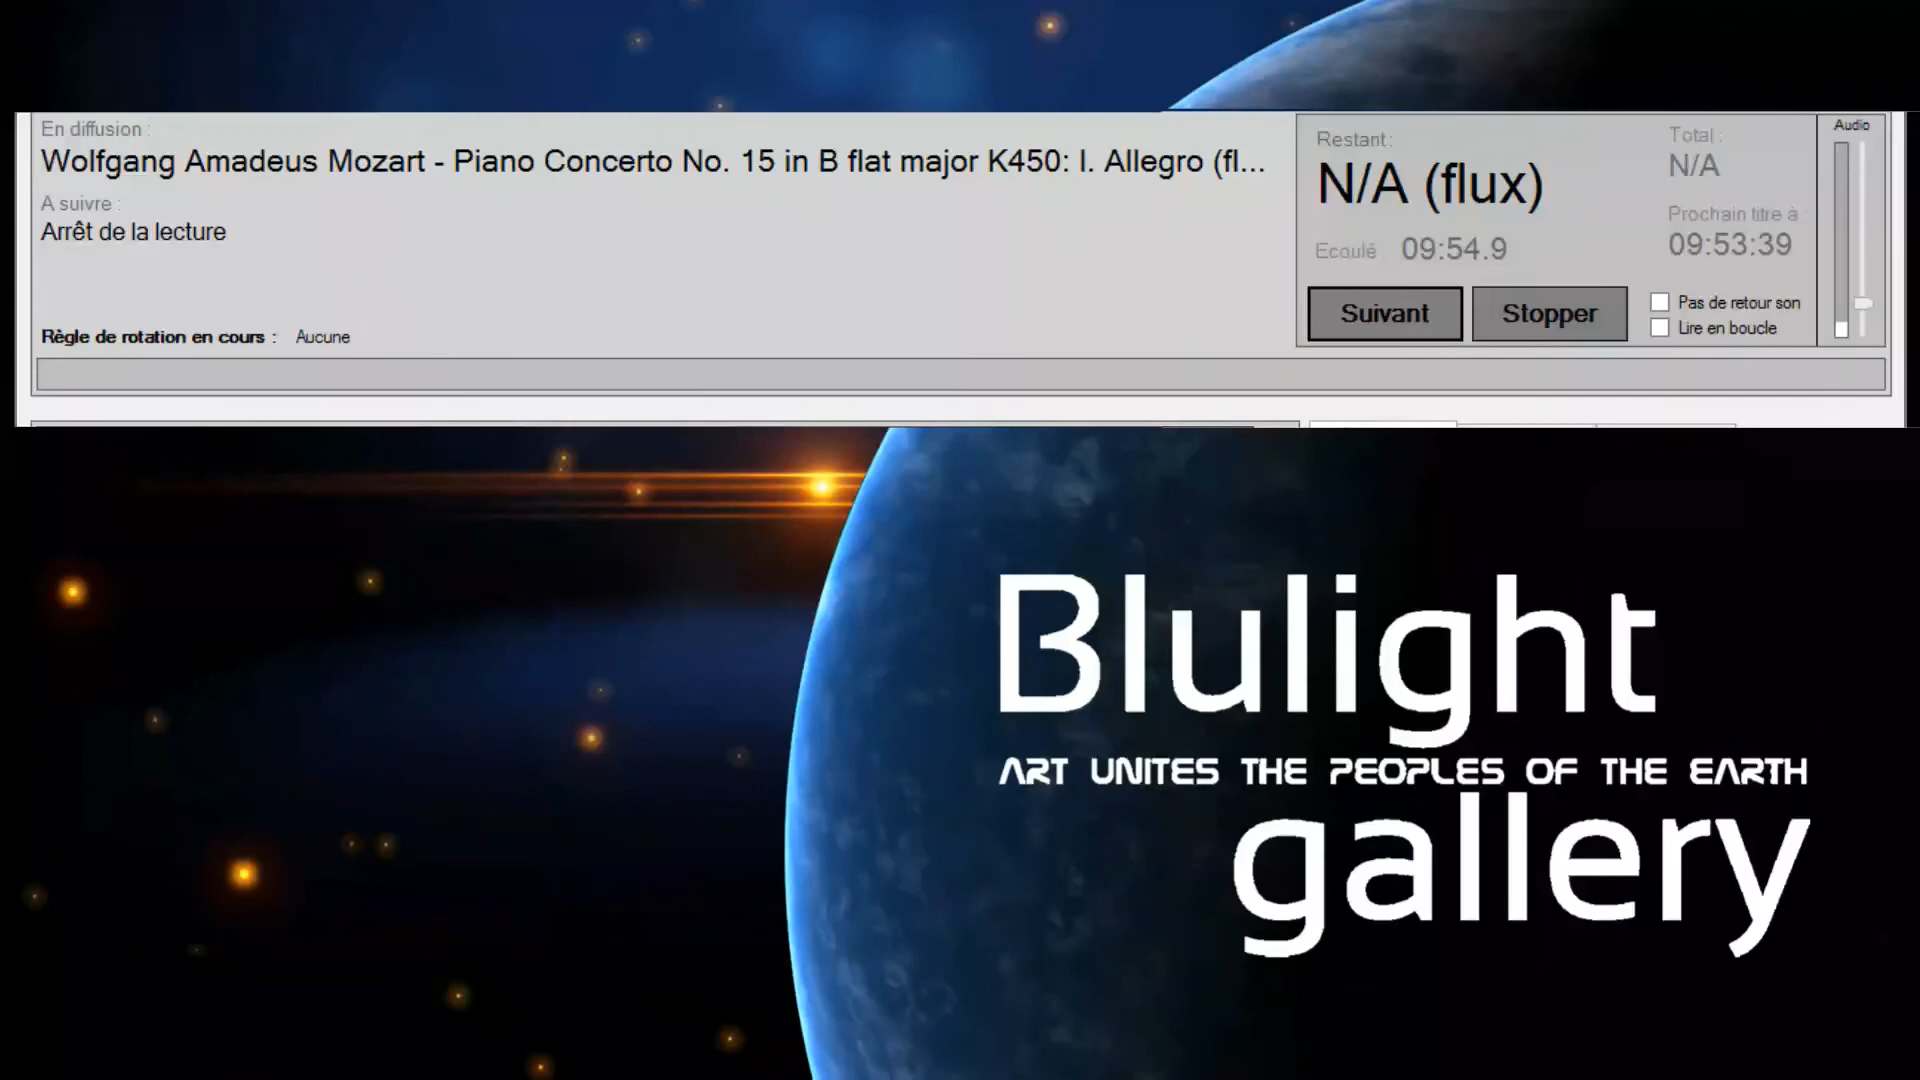 En diffusion :
Wolfgang Amadeus Mozart - Piano Concerto No. 15 in B flat major K450: I. Allegro (fl...
A suivre :
Arrêt de la lecture
Règle de rotation en cours : Aucune
Restant :
N/A (flux)
Ecoulé 09:54.9
Total :
N/A
Prochain titre à
09:53:39
Suivant
Stopper
Pas de retour son
Lire en boucle
Audio
Blulight
ART UNITES THE PEOPLES OF THE EARTH
gallery